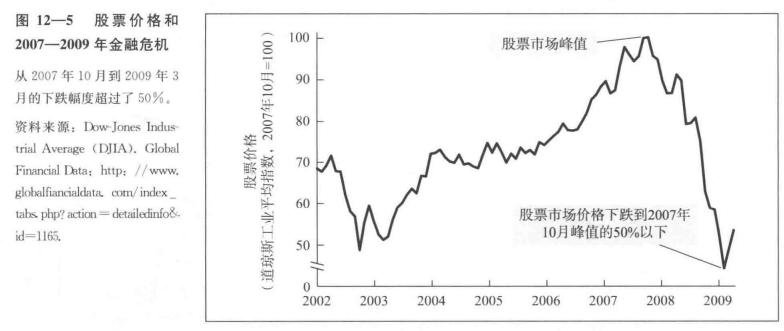 图 12—5 股票价格和
2007—2009 年金融危机
从 2007 年 10 月到 2009 年 3
月的下跌幅度超过了 50%。
资料来源：Dow-Jones Indus-
trial Average（DJIA）. Global
Financial Data：http：//www.
globalfiancialdata. com/index_
tabs. php? action=detailedinfo&-
id=1165.
股票价格
（道琼斯工业平均指数，2007年10月=100）
100
90
80
70
60
50
0
股票市场峰值
股票市场价格下跌到2007年
10月峰值的50%以下
2002 2003 2004 2005 2006 2007 2008 2009